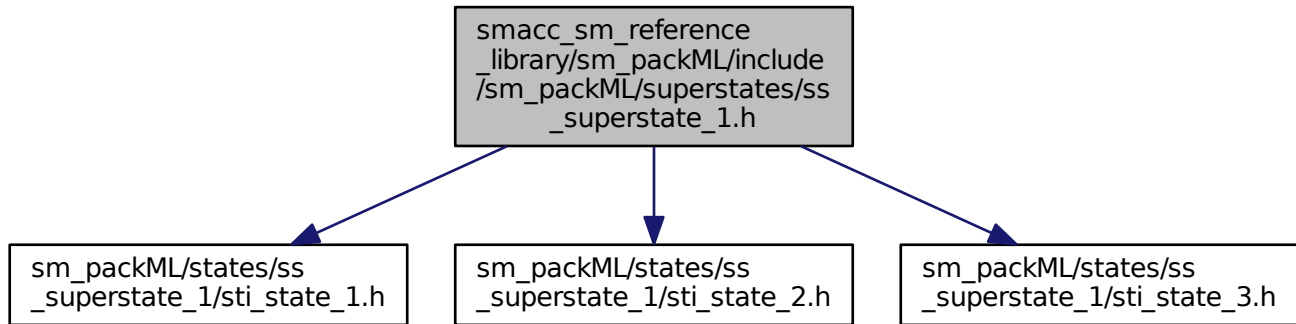 smacc_sm_reference
_library/sm_packML/include
/sm_packML/superstates/ss
_superstate_1.h
sm_packML/states/ss
_superstate_1/sti_state_1.h
sm_packML/states/ss
_superstate_1/sti_state_2.h
sm_packML/states/ss
_superstate_1/sti_state_3.h